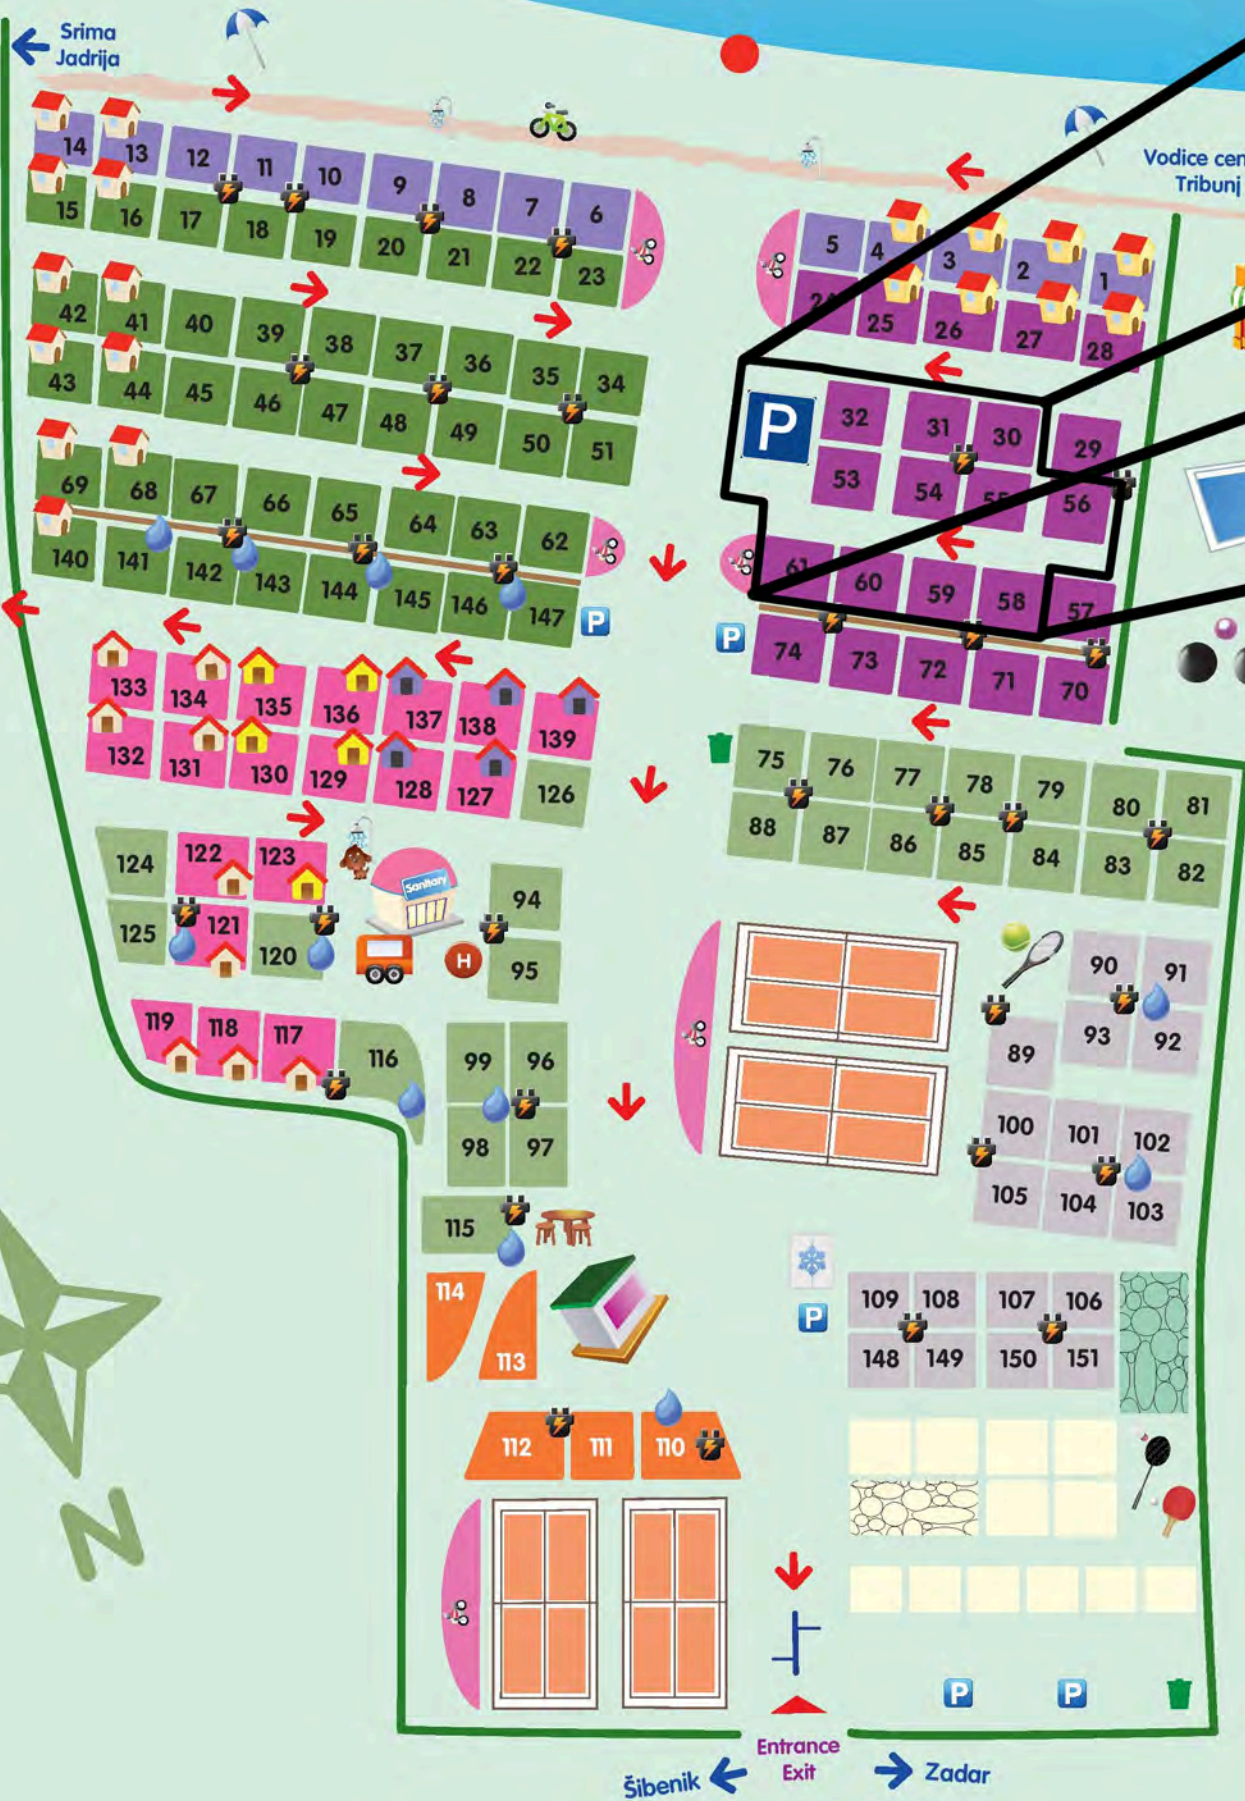 Srima
Jadrija
Vodice cen
Tribunj
14 13 12 11 10 9 8 7 6
15 16 17 18 19 20 21 22 23
5 4 3 2 1
24 25 26 27 28
42 41 40 39 38 37 36 35 34
43 44 45 46 47 48 49 50 51
P 32 31 30 29
53 54 55 56
69 68 67 66 65 64 63 62
140 141 142 143 144 145 146 147 P
61 60 59 58 57
P 74 73 72 71 70
133 134 135 136 137 138 139
132 131 130 129 128 127 126
75 76 77 78 79 80 81
88 87 86 85 84 83 82
124 122 123 Sanitary 94
125 121 120 H 95
90 91
89 93 92
119 118 117 116 99 96
98 97
100 101 102
105 104 103
115
114 113
P 109 108 107 106
148 149 150 151
112 111 110
P P
N
Entrance
Exit
Šibenik Zadar